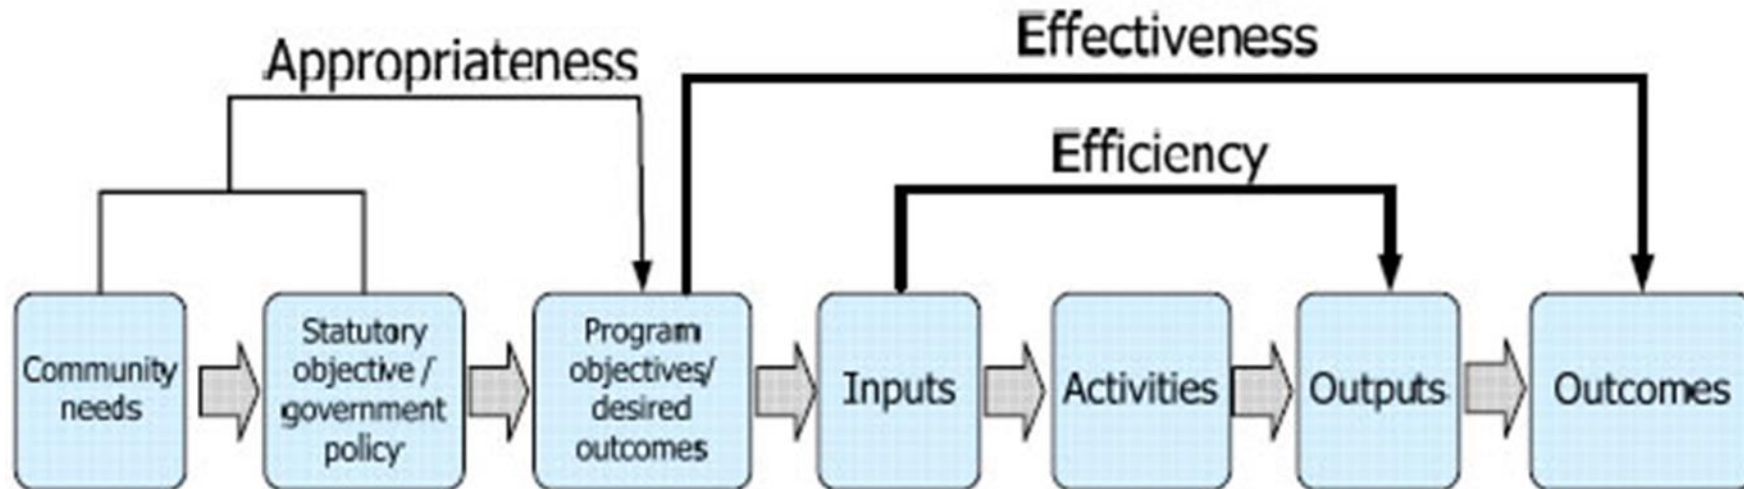 Appropriateness
Effectiveness
Efficiency
Community
needs
Statutory
objective /
government
policy
Program
objectives/
desired
outcomes
Inputs
Activities
Outputs
Outcomes